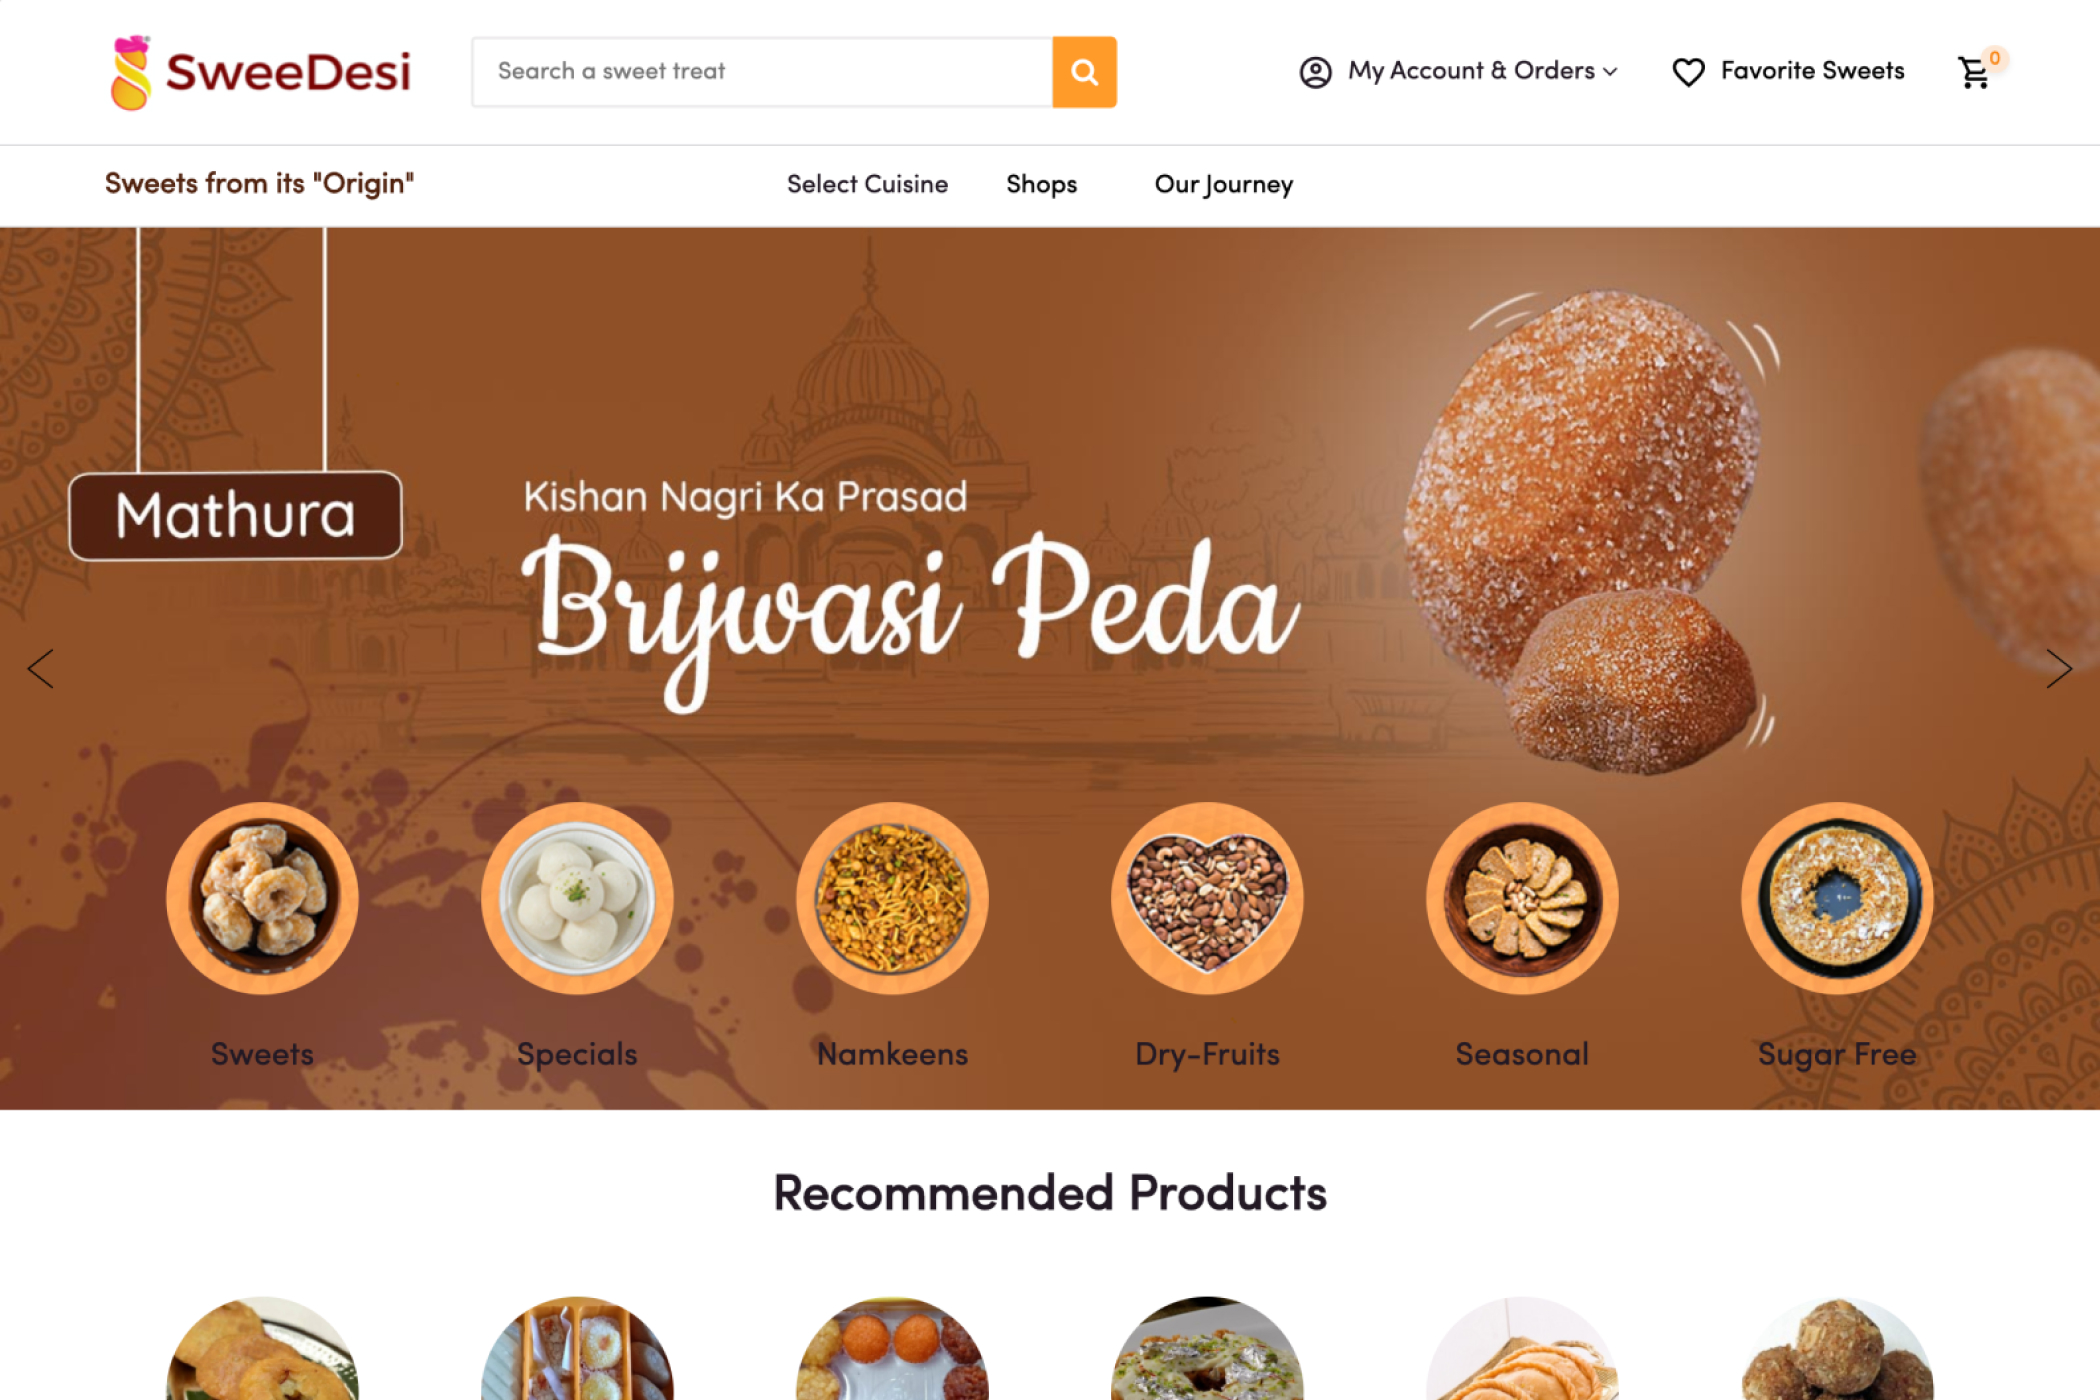 SweeDesi
Search a sweet treat
My Account & Orders
Favorite Sweets
0
Sweets from its "Origin"
Select Cuisine
Shops
Our Journey
Mathura
Kishan Nagri Ka Prasad
Brijwasi Peda
Sweets
Specials
Namkeens
Dry-Fruits
Seasonal
Sugar Free
Recommended Products